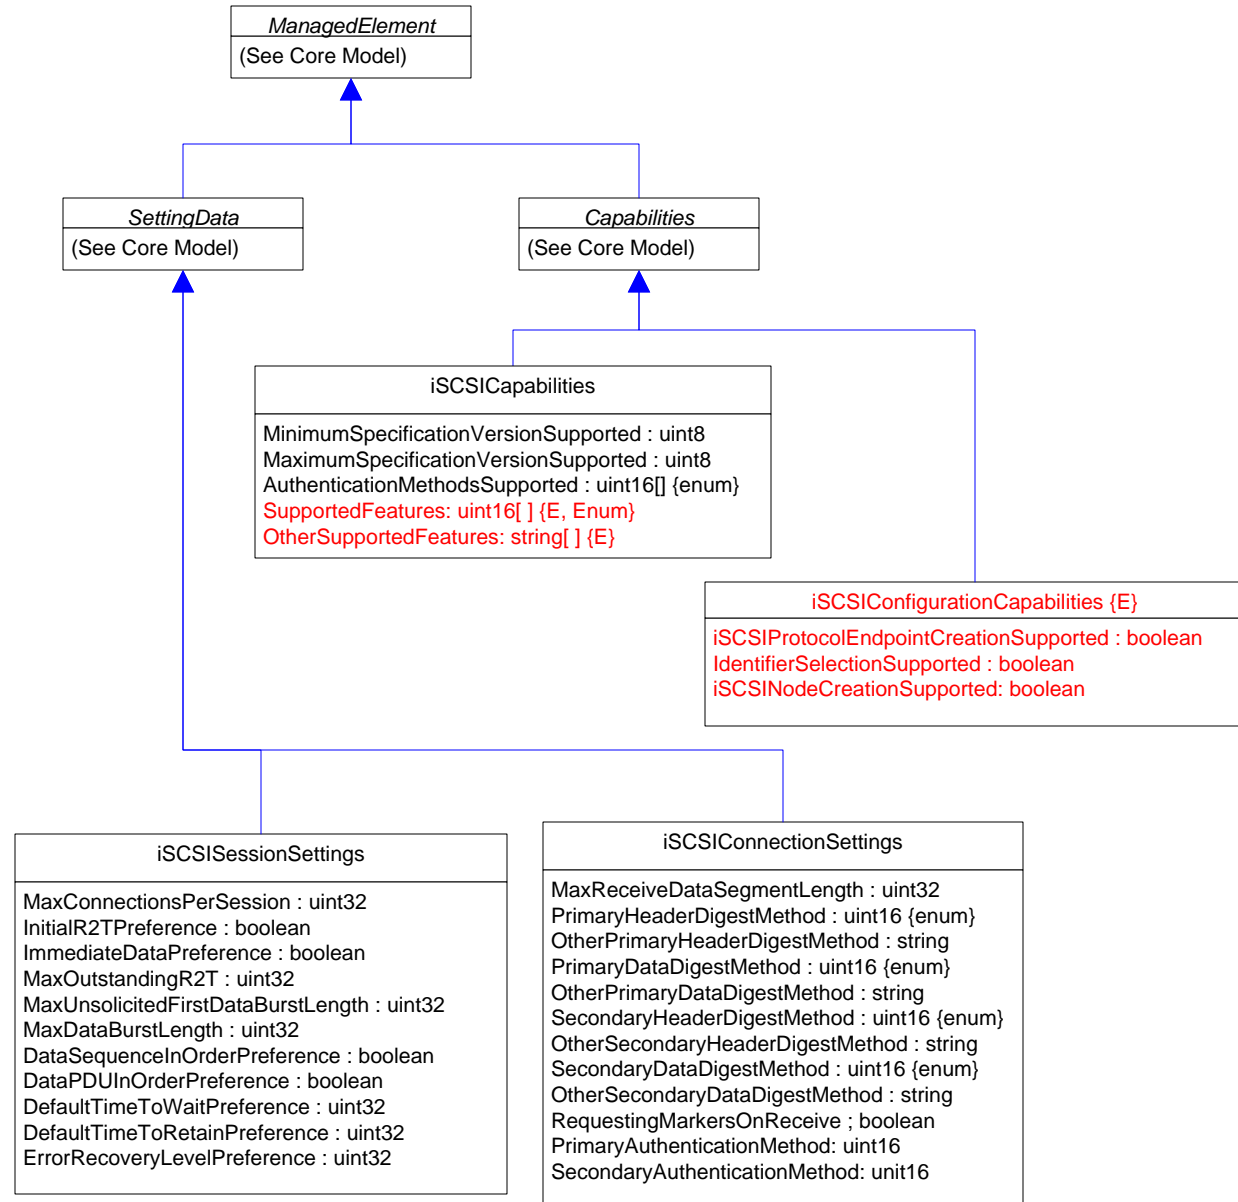 ManagedElement
(See Core Model)
SettingData
(See Core Model)
Capabilities
(See Core Model)
iSCSICapabilities
MinimumSpecificationVersionSupported : uint8
MaximumSpecificationVersionSupported : uint8
AuthenticationMethodsSupported : uint16[] {enum}
SupportedFeatures: uint16[ ] {E, Enum}
OtherSupportedFeatures: string[ ] {E}
iSCSIConfigurationCapabilities {E}
iSCSIProtocolEndpointCreationSupported : boolean
IdentifierSelectionSupported : boolean
iSCSINodeCreationSupported: boolean
iSCSISessionSettings
MaxConnectionsPerSession : uint32
InitialR2TPreference : boolean
ImmediateDataPreference : boolean
MaxOutstandingR2T : uint32
MaxUnsolicitedFirstDataBurstLength : uint32
MaxDataBurstLength : uint32
DataSequenceInOrderPreference : boolean
DataPDUInOrderPreference : boolean
DefaultTimeToWaitPreference : uint32
DefaultTimeToRetainPreference : uint32
ErrorRecoveryLevelPreference : uint32
iSCSIConnectionSettings
MaxReceiveDataSegmentLength : uint32
PrimaryHeaderDigestMethod : uint16 {enum}
OtherPrimaryHeaderDigestMethod : string
PrimaryDataDigestMethod : uint16 {enum}
OtherPrimaryDataDigestMethod : string
SecondaryHeaderDigestMethod : uint16 {enum}
OtherSecondaryHeaderDigestMethod : string
SecondaryDataDigestMethod : uint16 {enum}
OtherSecondaryDataDigestMethod : string
RequestingMarkersOnReceive ; boolean
PrimaryAuthenticationMethod: uint16
SecondaryAuthenticationMethod: unit16